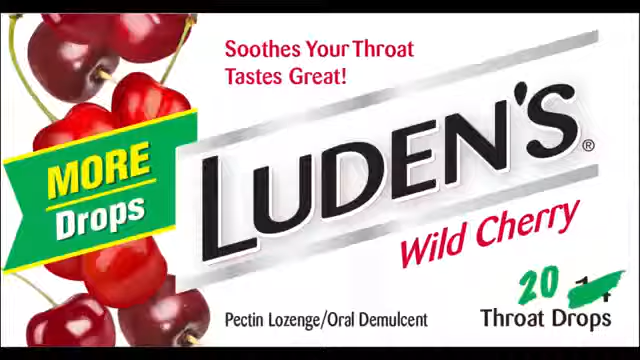 Soothes Your Throat
Tastes Great!
MORE
Drops
LUDEN'S®
Wild Cherry
20 14
Throat Drops
Pectin Lozenge/Oral Demulcent